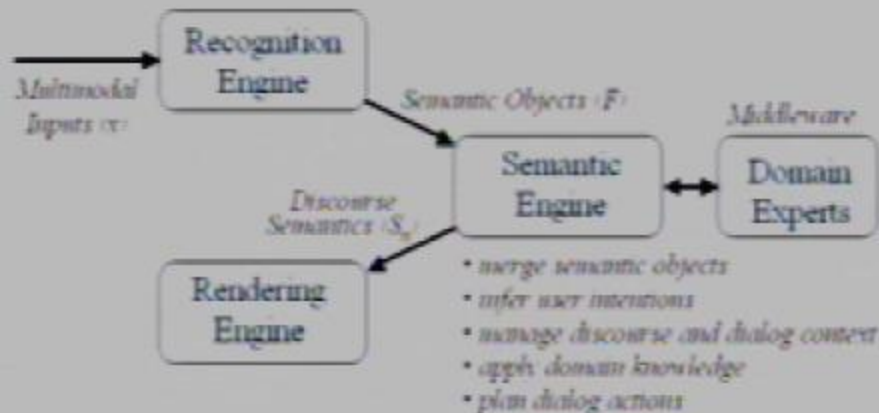 Recognition
Engine
Multimodal
Inputs (x)
Semantic Objects (F)
Middleware
Semantic
Engine
Domain
Experts
Discourse
Semantics (Sₙ)
Rendering
Engine
• merge semantic objects
• infer user intentions
• manage discourse and dialog context
• apply domain knowledge
• plan dialog actions